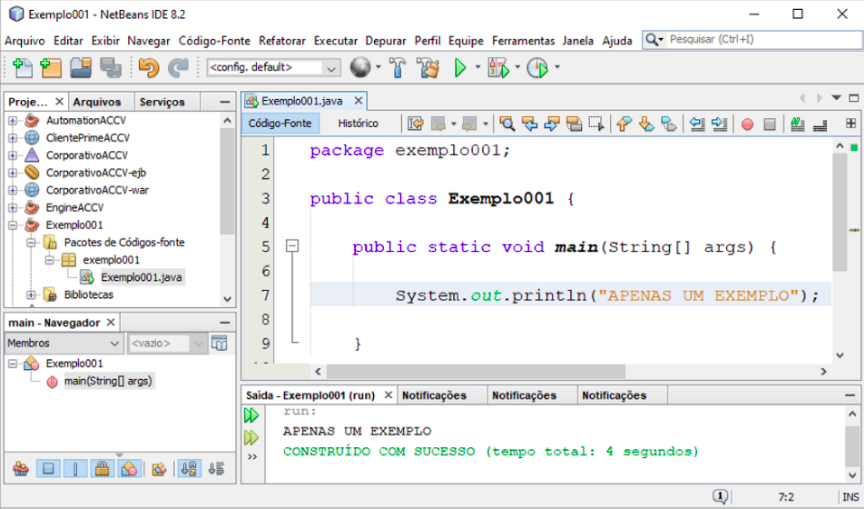 Exemplo001 - NetBeans IDE 8.2
Arquivo Editar Exibir Navegar Código-Fonte Refatorar Executar Depurar Perfil Equipe Ferramentas Janela Ajuda Pesquisar (Ctrl+I)
<config. default>
Proje... Arquivos Serviços
AutomationACCV
ClientePrimeACCV
CorporativoACCV
CorporativoACCV-ejb
CorporativoACCV-war
EngineACCV
Exemplo001
Pacotes de Códigos-fonte
exemplo001
Exemplo001.java
Bibliotecas
main - Navegador
Membros <vazio>
Exemplo001
main(String[] args)
Exemplo001.java
Código-Fonte Histórico
1 package exemplo001;
2
3 public class Exemplo001 {
4
5 public static void main(String[] args) {
6
7 System.out.println("APENAS UM EXEMPLO");
8
9 }
Saída - Exemplo001 (run) Notificações Notificações Notificações
run:
APENAS UM EXEMPLO
CONSTRUÍDO COM SUCESSO (tempo total: 4 segundos)
1 7:2 INS